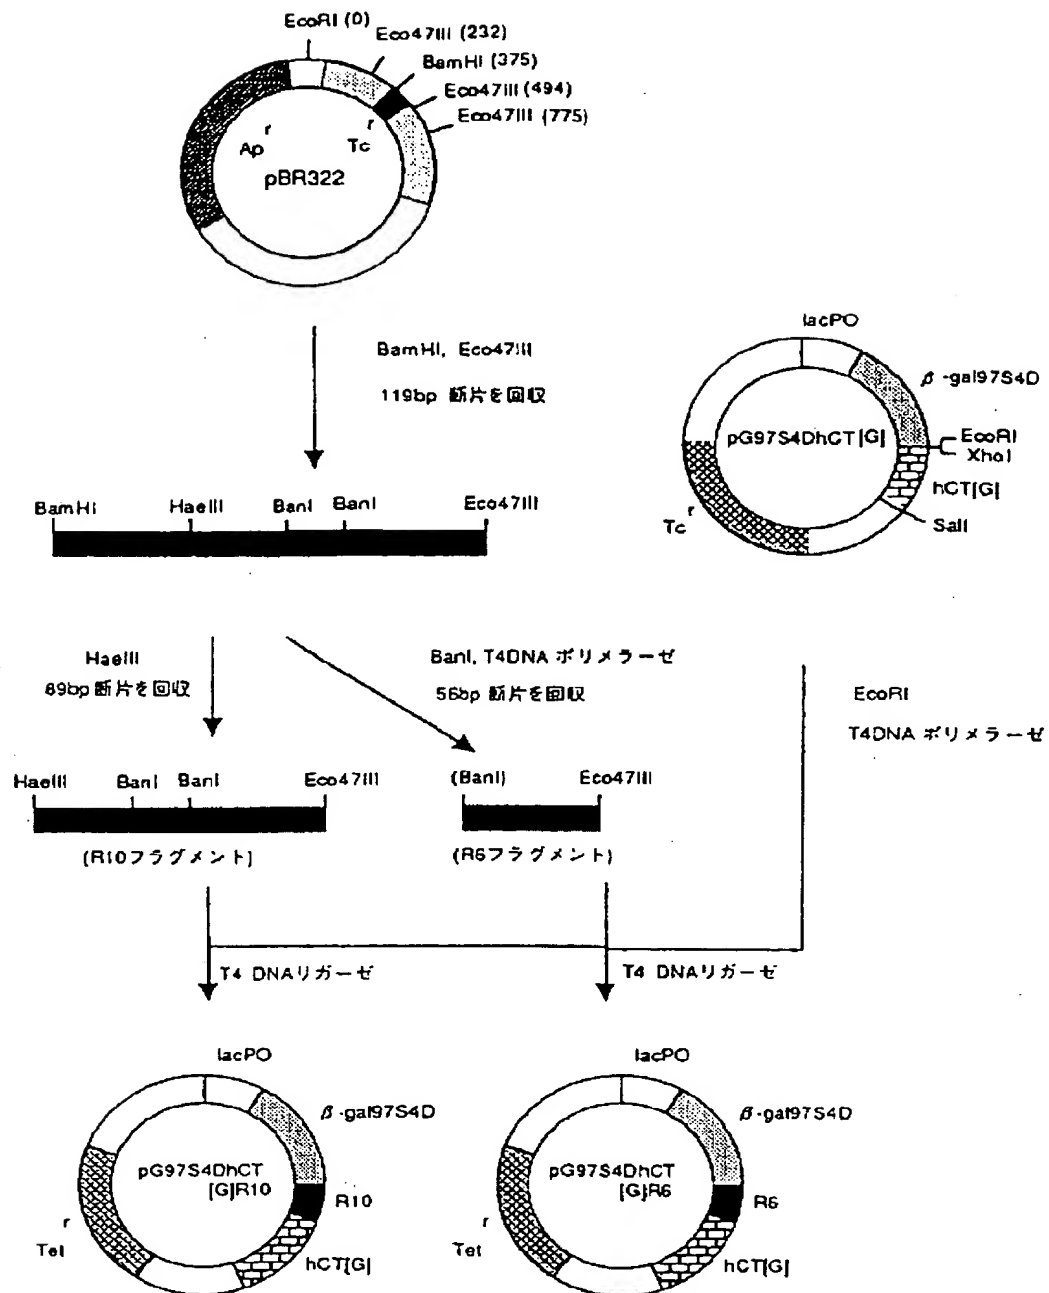 EcoRI (0)
Eco47III (232)
BamHI (375)
Eco47III (494)
Eco47III (775)
r
Ap
r
Tc
pBR322
BamHI, Eco47III
119bp 断片を回収
lacPO
β-gal97S4D
pG97S4DhCT[G]
EcoRI
XhoI
hCT[G]
SalI
r
Tc
BamHI
HaeIII
BanI
BanI
Eco47III
HaeIII
89bp 断片を回収
BanI, T4DNA ポリメラーゼ
56bp 断片を回収
EcoRI
T4DNA ポリメラーゼ
HaeIII
BanI
BanI
Eco47III
(R10フラグメント)
(BanI)
Eco47III
(R6フラグメント)
T4 DNAリガーゼ
T4 DNAリガーゼ
lacPO
β-gal97S4D
pG97S4DhCT
[G]R10
R10
r
Tet
hCT[G]
lacPO
β-gal97S4D
pG97S4DhCT
[G]R6
R6
r
Tet
hCT[G]